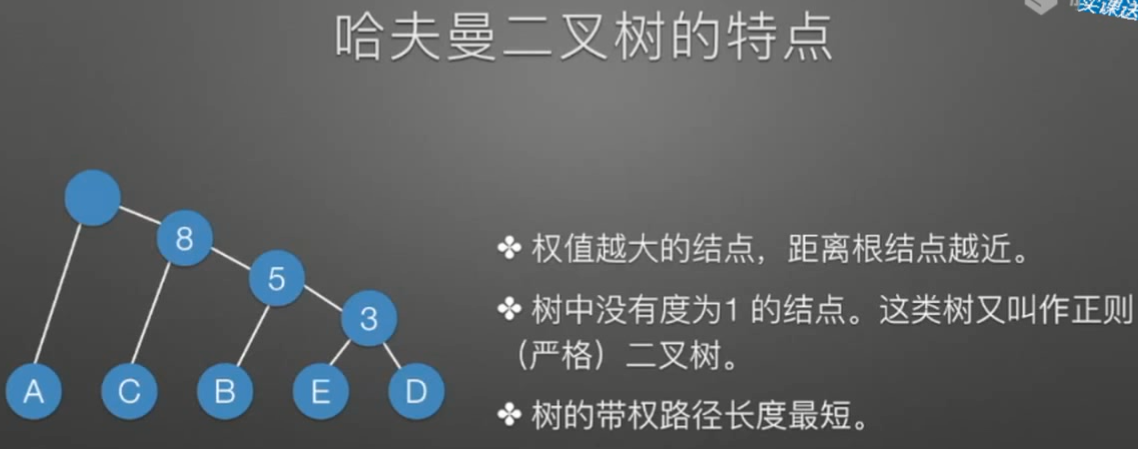 哈夫曼二叉树的特点
8
5
3
A C B E D
❖ 权值越大的结点，距离根结点越近。
❖ 树中没有度为1 的结点。这类树又叫作正则
（严格）二叉树。
❖ 树的带权路径长度最短。